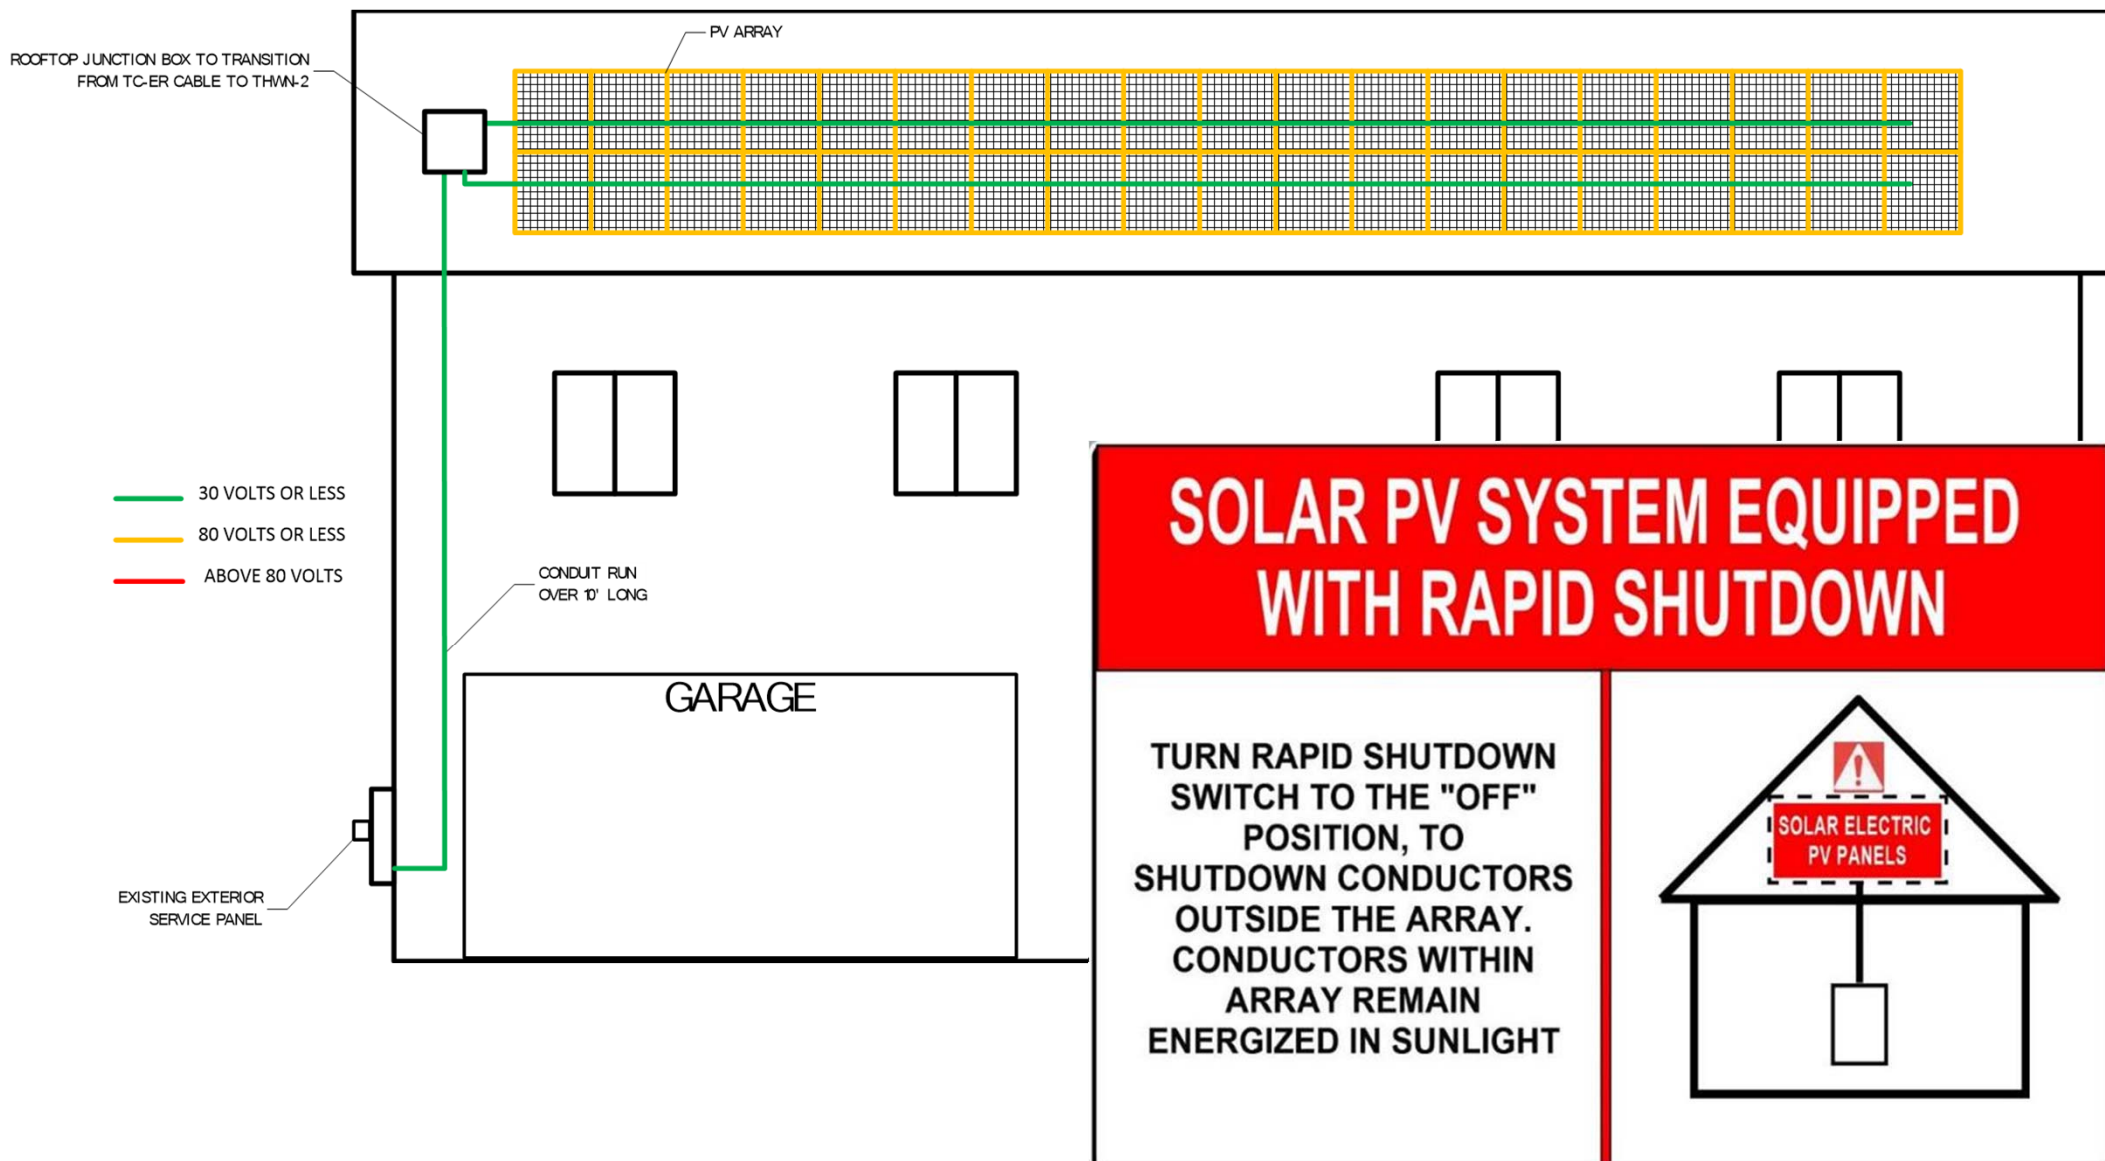 PV ARRAY
ROOFTOP JUNCTION BOX TO TRANSITION
FROM TC-ER CABLE TO THWN-2
30 VOLTS OR LESS
80 VOLTS OR LESS
ABOVE 80 VOLTS
CONDUIT RUN
OVER 10' LONG
GARAGE
EXISTING EXTERIOR
SERVICE PANEL
SOLAR PV SYSTEM EQUIPPED
WITH RAPID SHUTDOWN
TURN RAPID SHUTDOWN
SWITCH TO THE "OFF"
POSITION, TO
SHUTDOWN CONDUCTORS
OUTSIDE THE ARRAY.
CONDUCTORS WITHIN
ARRAY REMAIN
ENERGIZED IN SUNLIGHT
SOLAR ELECTRIC
PV PANELS